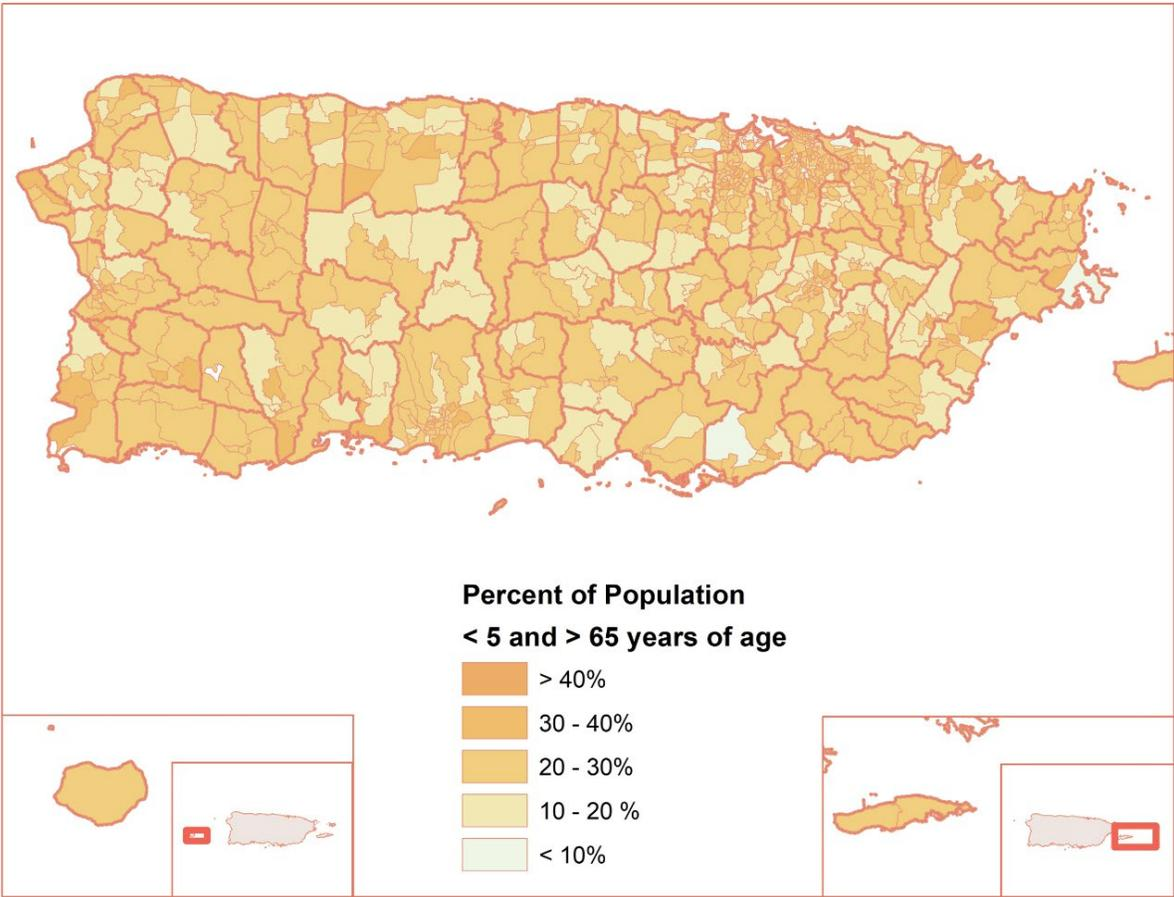 Percent of Population
< 5 and > 65 years of age
> 40%
30 - 40%
20 - 30%
10 - 20 %
< 10%